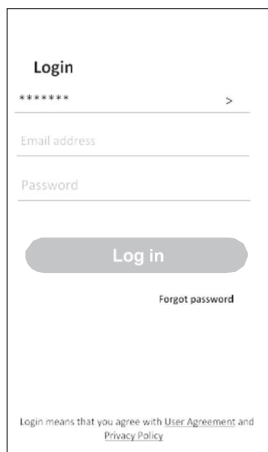 Login
******* >
Email address
Password
Log in
Forgot password
Login means that you agree with User Agreement and
Privacy Policy